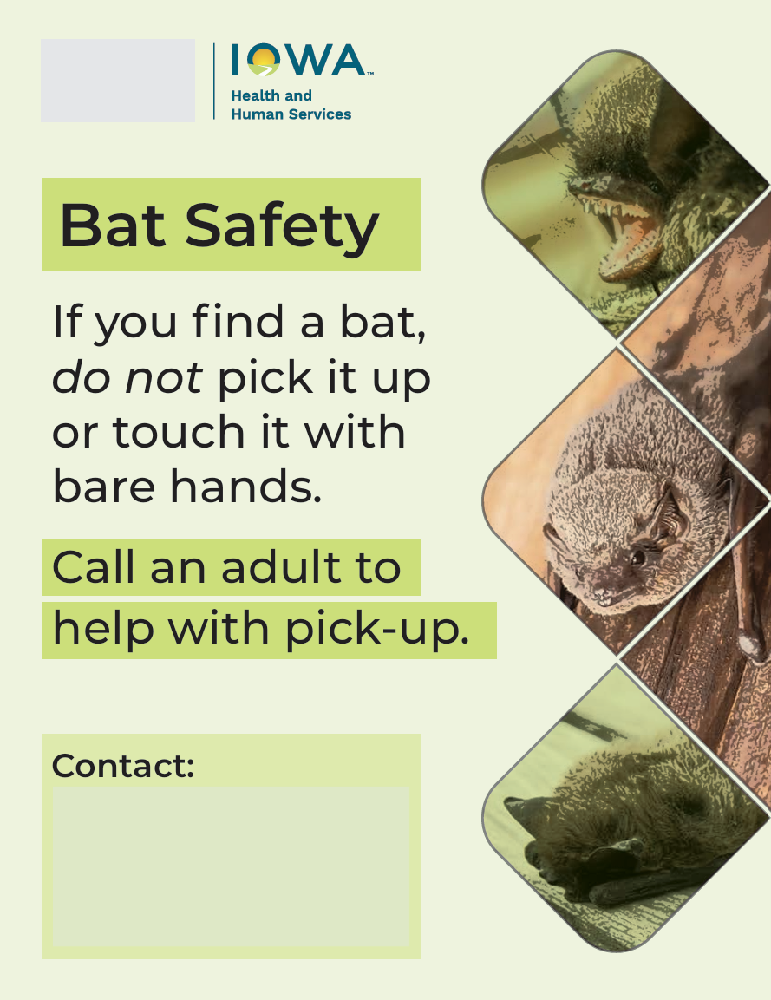 IOWA™
Health and
Human Services
Bat Safety
If you find a bat,
do not pick it up
or touch it with
bare hands.
Call an adult to
help with pick-up.
Contact: